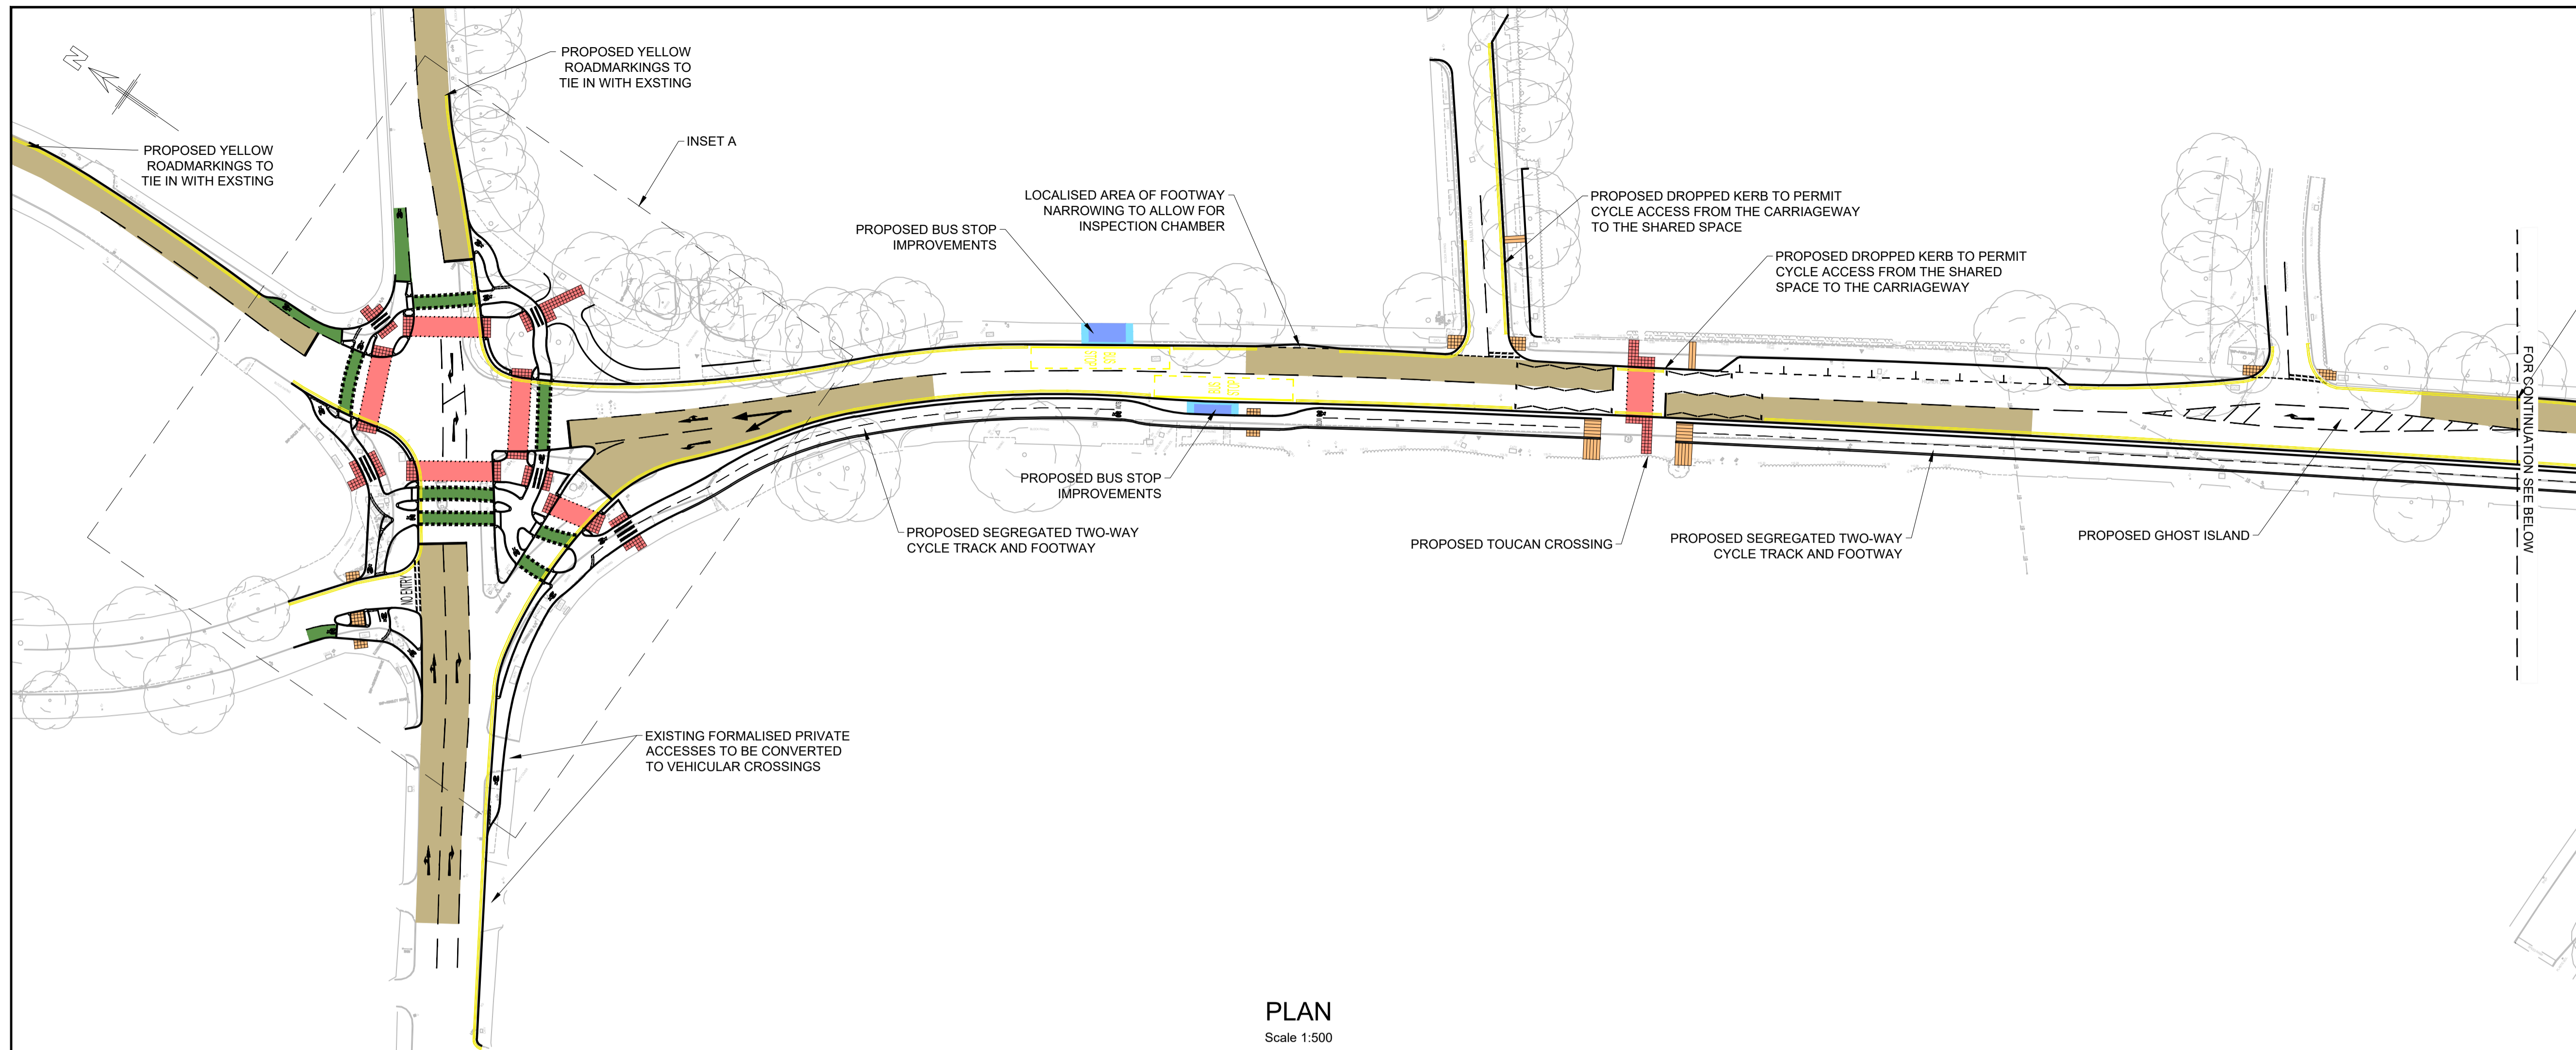 N
PROPOSED YELLOW
ROADMARKINGS TO
TIE IN WITH EXSTING
PROPOSED YELLOW
ROADMARKINGS TO
TIE IN WITH EXSTING
INSET A
PROPOSED BUS STOP
IMPROVEMENTS
LOCALISED AREA OF FOOTWAY
NARROWING TO ALLOW FOR
INSPECTION CHAMBER
PROPOSED DROPPED KERB TO PERMIT
CYCLE ACCESS FROM THE CARRIAGEWAY
TO THE SHARED SPACE
PROPOSED DROPPED KERB TO PERMIT
CYCLE ACCESS FROM THE SHARED
SPACE TO THE CARRIAGEWAY
BUS
STOP
BUS
STOP
PROPOSED BUS STOP
IMPROVEMENTS
PROPOSED SEGREGATED TWO-WAY
CYCLE TRACK AND FOOTWAY
PROPOSED TOUCAN CROSSING
PROPOSED SEGREGATED TWO-WAY
CYCLE TRACK AND FOOTWAY
PROPOSED GHOST ISLAND
FOR CONTINUATION SEE BELOW
NO ENTRY
EXISTING FORMALISED PRIVATE
ACCESSES TO BE CONVERTED
TO VEHICULAR CROSSINGS
PLAN
Scale 1:500